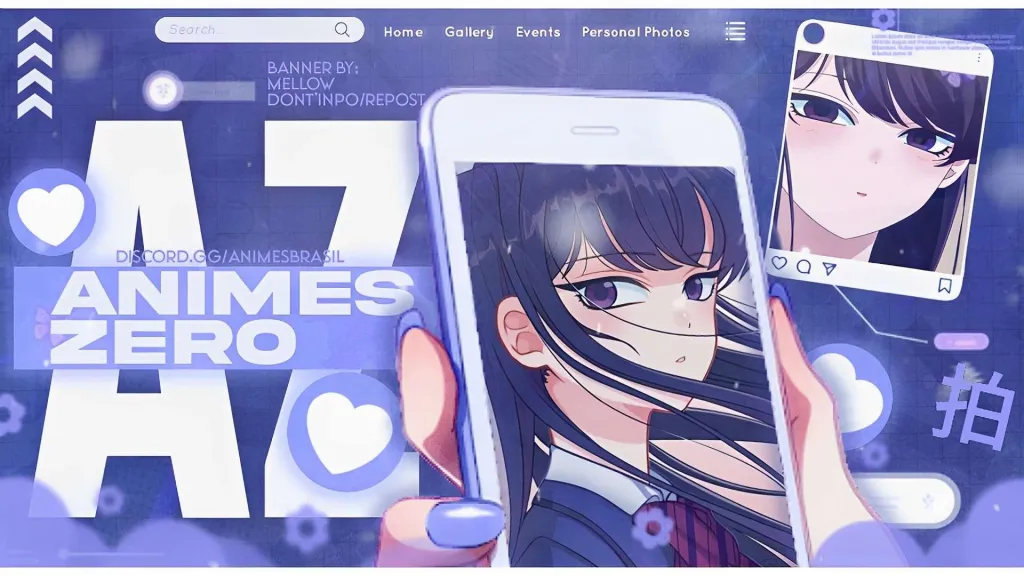 Search...
Home Gallery Events Personal Photos
BANNER BY:
MELLOW
DONT'INPO/REPOST
AZ
DISCORD.GG/ANIMESBRASIL
ANIMES
ZERO
AZ
拍